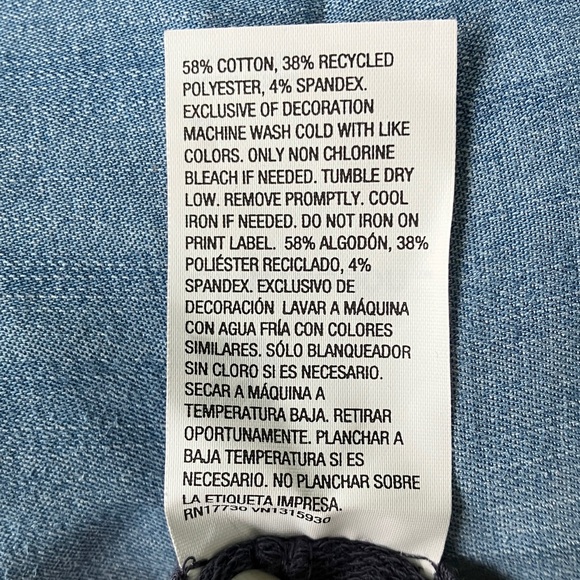 58% COTTON, 38% RECYCLED
POLYESTER, 4% SPANDEX.
EXCLUSIVE OF DECORATION
MACHINE WASH COLD WITH LIKE
COLORS. ONLY NON CHLORINE
BLEACH IF NEEDED. TUMBLE DRY
LOW. REMOVE PROMPTLY. COOL
IRON IF NEEDED. DO NOT IRON ON
PRINT LABEL. 58% ALGODÓN, 38%
POLIÉSTER RECICLADO, 4%
SPANDEX. EXCLUSIVO DE
DECORACIÓN LAVAR A MÁQUINA
CON AGUA FRÍA CON COLORES
SIMILARES. SÓLO BLANQUEADOR
SIN CLORO SI ES NECESARIO.
SECAR A MÁQUINA A
TEMPERATURA BAJA. RETIRAR
OPORTUNAMENTE. PLANCHAR A
BAJA TEMPERATURA SI ES
NECESARIO. NO PLANCHAR SOBRE
LA ETIQUETA IMPRESA.
RN17730 VN1315930